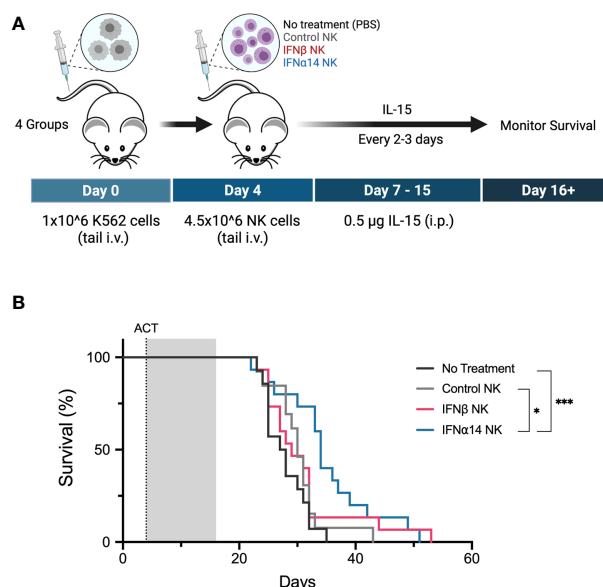 A
No treatment (PBS)
Control NK
IFNβ NK
IFNα14 NK
4 Groups
IL-15
Every 2-3 days
Monitor Survival
Day 0
Day 4
Day 7 - 15
Day 16+
1x10^6 K562 cells
(tail i.v.)
4.5x10^6 NK cells
(tail i.v.)
0.5 µg IL-15 (i.p.)
B
ACT
100
50
0
Survival (%)
0
20
40
60
Days
No Treatment
Control NK
IFNβ NK
IFNα14 NK
*
***